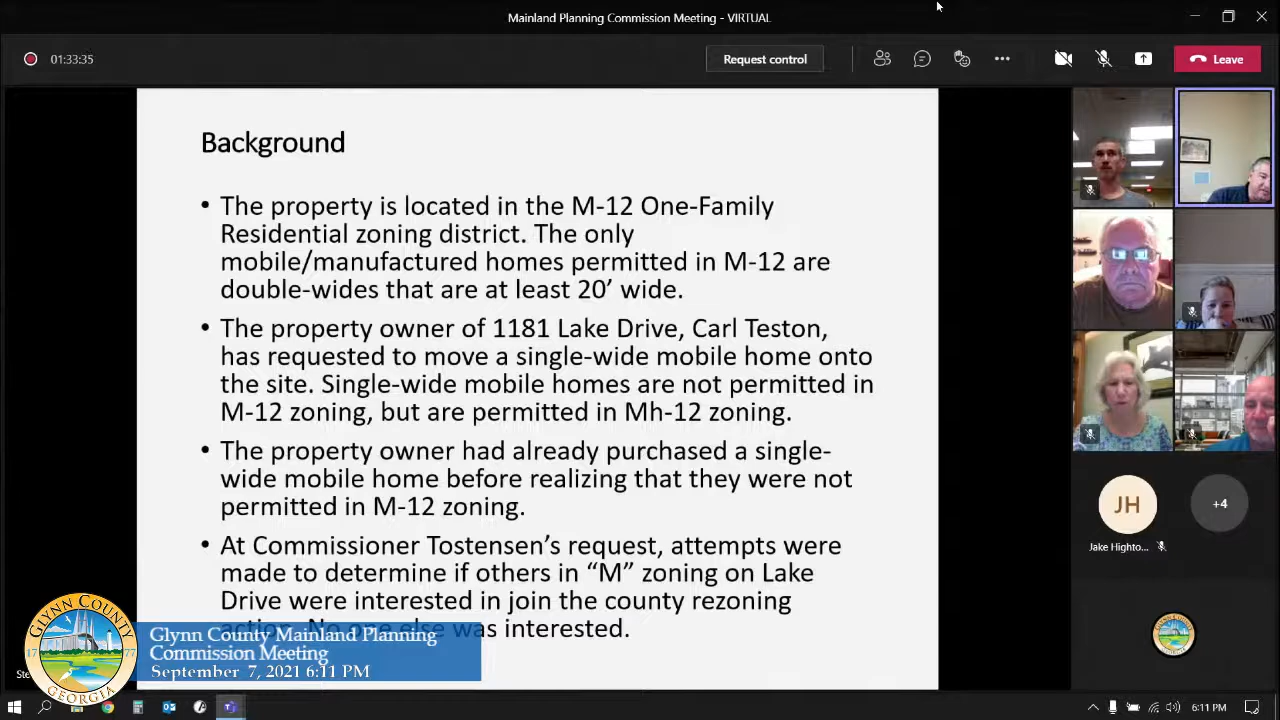 Mainland Planning Commission Meeting - VIRTUAL
01:33:35
Request control
Leave
Background
• The property is located in the M-12 One-Family
Residential zoning district. The only
mobile/manufactured homes permitted in M-12 are
double-wides that are at least 20’ wide.
• The property owner of 1181 Lake Drive, Carl Teston,
has requested to move a single-wide mobile home onto
the site. Single-wide mobile homes are not permitted in
M-12 zoning, but are permitted in Mh-12 zoning.
• The property owner had already purchased a single-
wide mobile home before realizing that they were not
permitted in M-12 zoning.
• At Commissioner Tostensen’s request, attempts were
made to determine if others in “M” zoning on Lake
Drive were interested in join the county rezoning
action. No one else was interested.
JH
+4
Jake Highto...
GLYNN COUNTY
1777
GEORGIA
Glynn County Mainland Planning
Commission Meeting
September 7, 2021 6:11 PM
Ste
6:11 PM